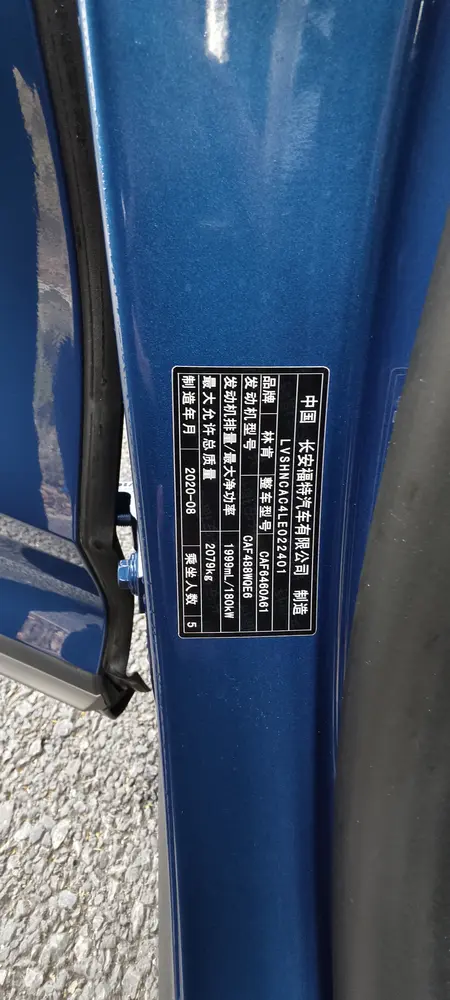 中国 长安福特汽车有限公司 制造
LVSHNCAC4LE022401
品牌 林肯 整车型号 CAF6460A61
发动机型号 CAF488WQE6
发动机排量/最大净功率 1999mL/180kW
最大允许总质量 2079kg
制造年月 2020-08 乘坐人数 5